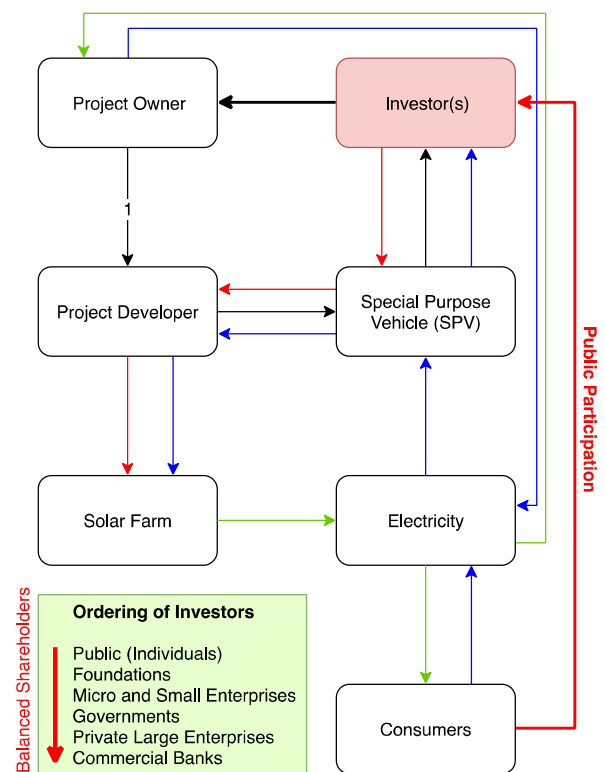 Project Owner
Investor(s)
1
Project Developer
Special Purpose
Vehicle (SPV)
Public Participation
Solar Farm
Electricity
Balanced Shareholders
Ordering of Investors
Public (Individuals)
Foundations
Micro and Small Enterprises
Governments
Private Large Enterprises
Commercial Banks
Consumers